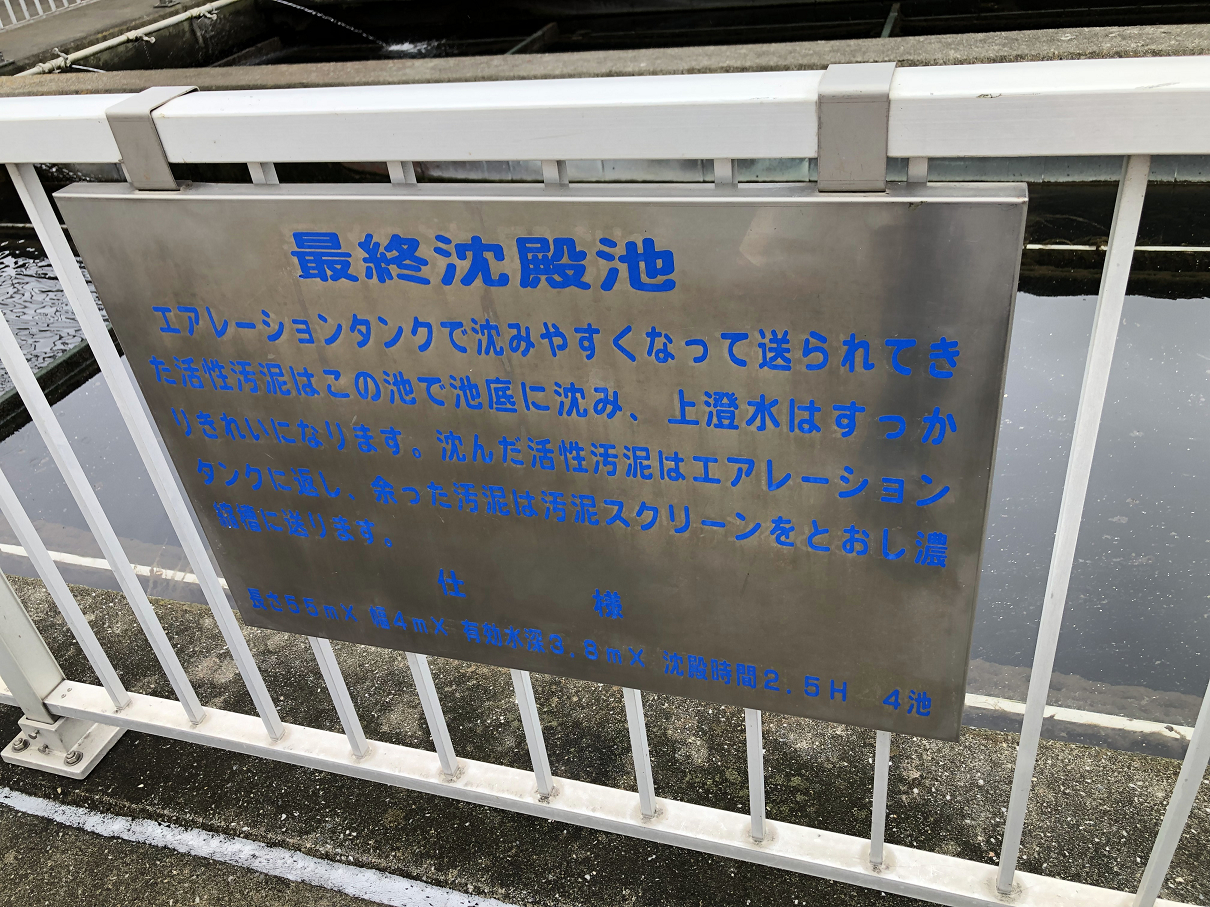 最終沈殿池
エアレーションタンクで沈みやすくなって送られてき
た活性汚泥はこの池で池底に沈み、上澄水はすっか
りきれいになります。沈んだ活性汚泥はエアレーション
タンクに返し、余った汚泥は汚泥スクリーンをとおし濃
縮槽に送ります。
仕 様
長さ55m× 幅4m× 有効水深3.8m× 沈殿時間2.5H 4池